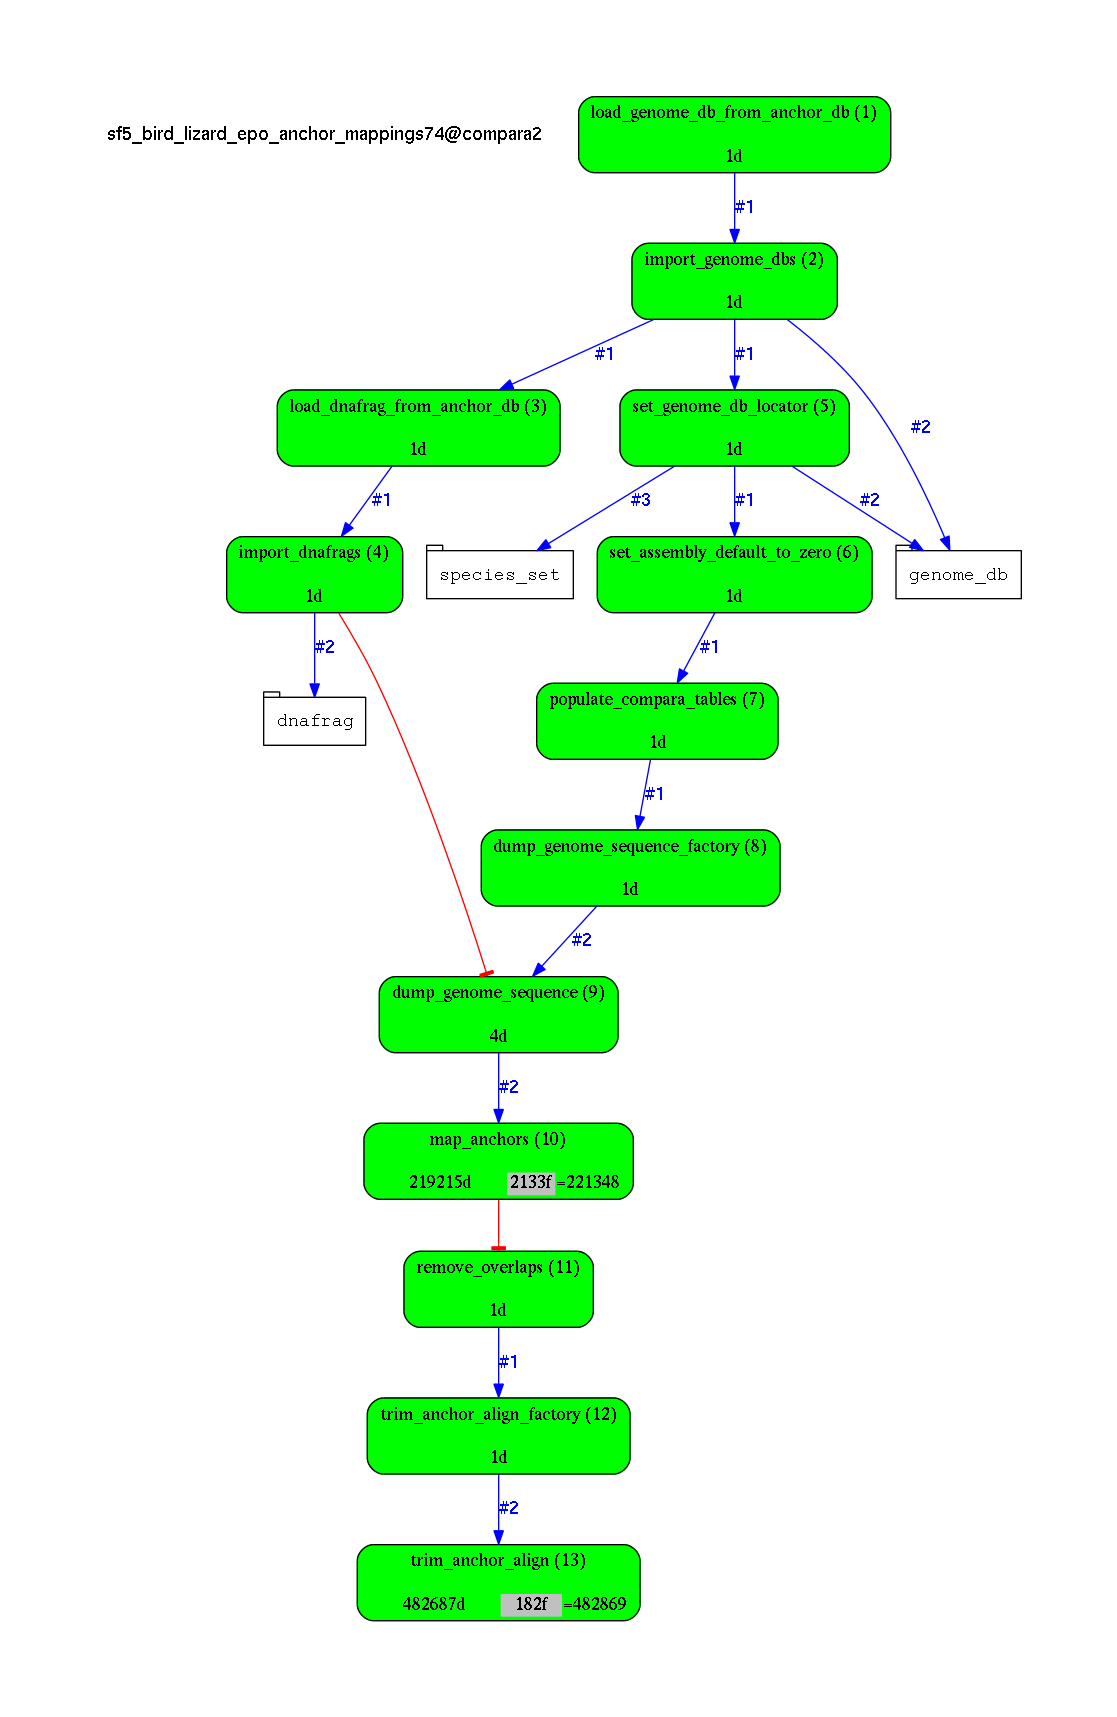 load_genome_db_from_anchor_db (1)
sf5_bird_lizard_epo_anchor_mappings74@compara2
1d
#1
import_genome_dbs (2)
1d
#1
#1
#2
load_dnafrag_from_anchor_db (3)
set_genome_db_locator (5)
1d
1d
#1
#3
#1
#2
import_dnafrags (4)
species_set
set_assembly_default_to_zero (6)
genome_db
1d
1d
#2
#1
dnafrag
populate_compara_tables (7)
1d
#1
dump_genome_sequence_factory (8)
1d
#2
dump_genome_sequence (9)
4d
#2
map_anchors (10)
219215d 2133f =221348
remove_overlaps (11)
1d
#1
trim_anchor_align_factory (12)
1d
#2
trim_anchor_align (13)
482687d 182f =482869